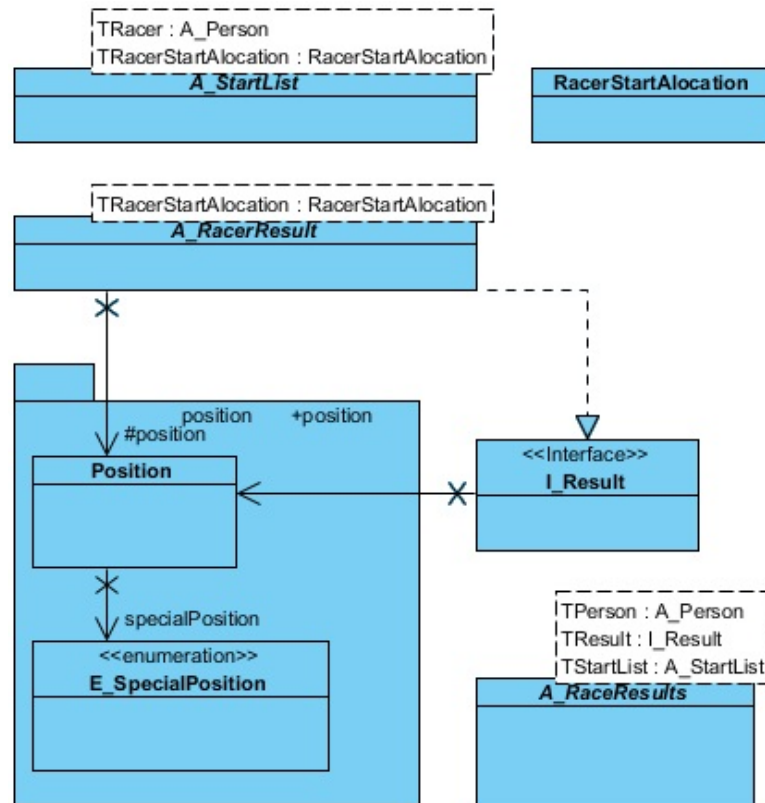 TRacer : A_Person
TRacerStartAlocation : RacerStartAlocation
A_StartList
RacerStartAlocation
TRacerStartAlocation : RacerStartAlocation
A_RacerResult
position +position
#position
Position
<<Interface>>
I_Result
specialPosition
<<enumeration>>
E_SpecialPosition
TPerson : A_Person
TResult : I_Result
TStartList : A_StartList
A_RaceResults